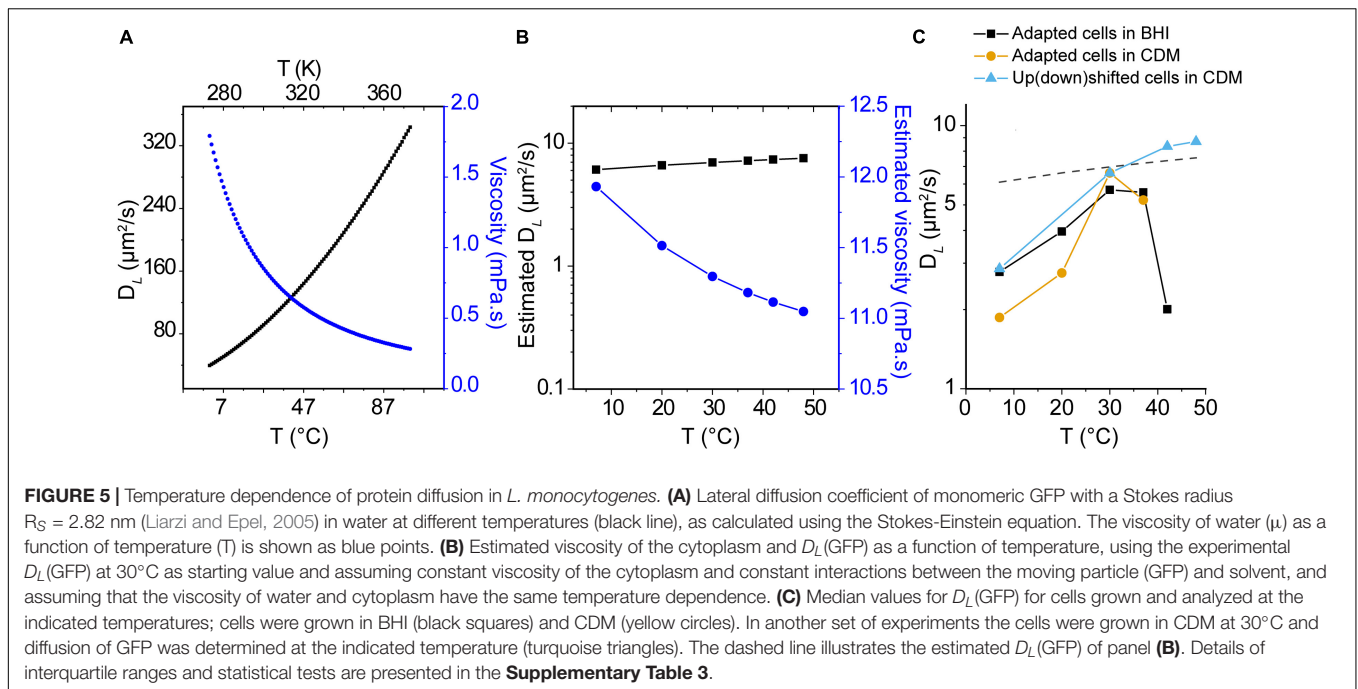 A
T (K)
280 320 360
D_L (µm²/s)
320
240
160
80
2.0
1.5
1.0
0.5
0.0
Viscosity (mPa.s)
7 47 87
T (°C)
B
Estimated D_L (µm²/s)
10
1
0.1
12.5
12.0
11.5
11.0
10.5
Estimated viscosity (mPa.s)
10 20 30 40 50
T (°C)
C
Adapted cells in BHI
Adapted cells in CDM
Up(down)shifted cells in CDM
D_L (µm²/s)
10
5
1
0 10 20 30 40 50
T (°C)
FIGURE 5 | Temperature dependence of protein diffusion in L. monocytogenes. (A) Lateral diffusion coefficient of monomeric GFP with a Stokes radius
R_S = 2.82 nm (Liarzi and Epel, 2005) in water at different temperatures (black line), as calculated using the Stokes-Einstein equation. The viscosity of water (µ) as a
function of temperature (T) is shown as blue points. (B) Estimated viscosity of the cytoplasm and D_L(GFP) as a function of temperature, using the experimental
D_L(GFP) at 30°C as starting value and assuming constant viscosity of the cytoplasm and constant interactions between the moving particle (GFP) and solvent, and
assuming that the viscosity of water and cytoplasm have the same temperature dependence. (C) Median values for D_L(GFP) for cells grown and analyzed at the
indicated temperatures; cells were grown in BHI (black squares) and CDM (yellow circles). In another set of experiments the cells were grown in CDM at 30°C and
diffusion of GFP was determined at the indicated temperature (turquoise triangles). The dashed line illustrates the estimated D_L(GFP) of panel (B). Details of
interquartile ranges and statistical tests are presented in the Supplementary Table 3.